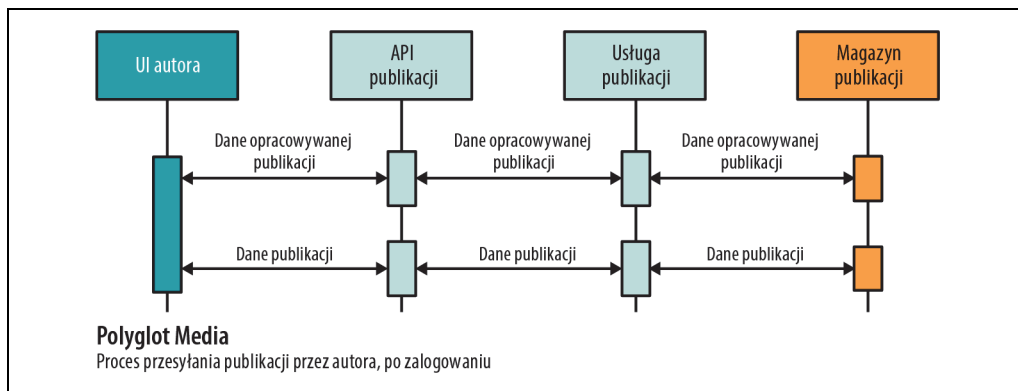 UI autora
API
publikacji
Usługa
publikacji
Magazyn
publikacji
Dane opracowywanej
publikacji
Dane opracowywanej
publikacji
Dane opracowywanej
publikacji
Dane publikacji
Dane publikacji
Dane publikacji
Polyglot Media
Proces przesyłania publikacji przez autora, po zalogowaniu